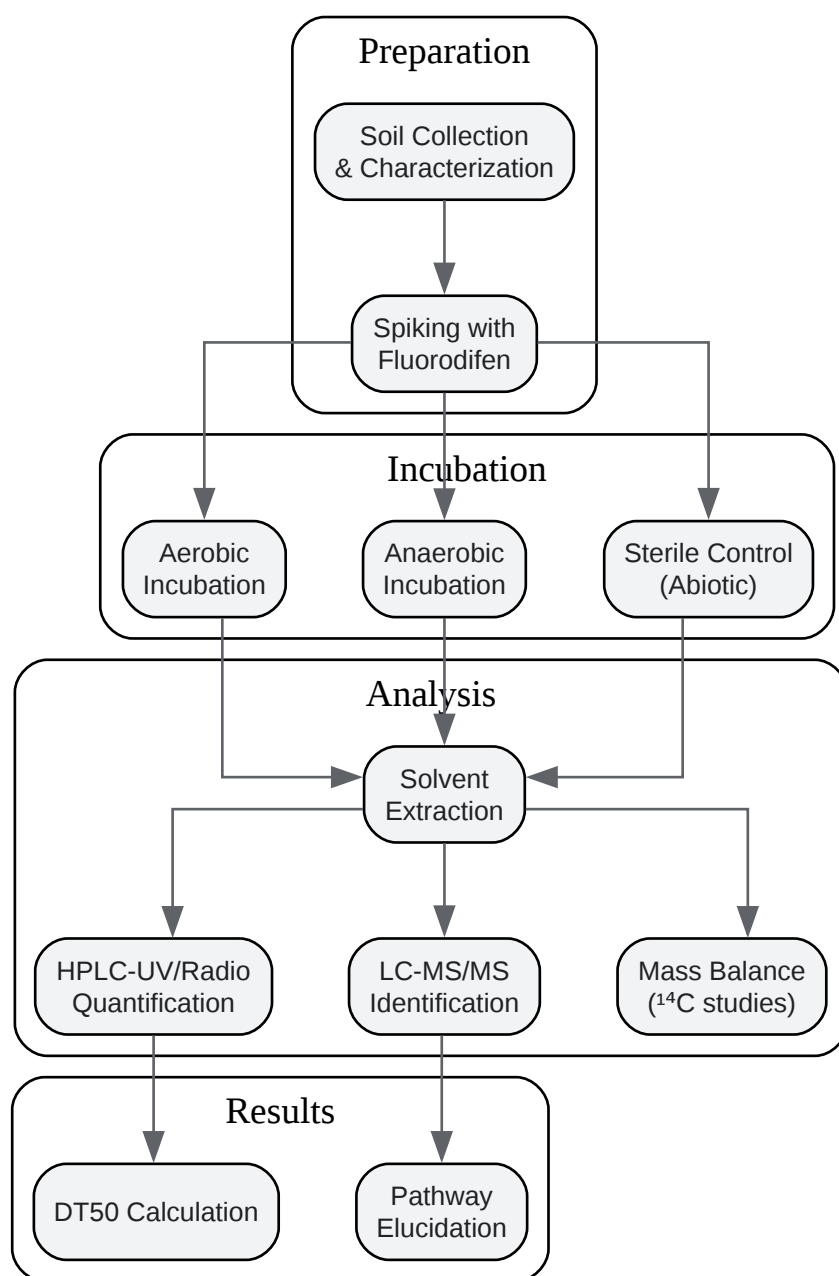 Preparation
Soil Collection
& Characterization
Spiking with
Fluorodifen
Incubation
Aerobic
Incubation
Anaerobic
Incubation
Sterile Control
(Abiotic)
Analysis
Solvent
Extraction
HPLC-UV/Radio
Quantification
LC-MS/MS
Identification
Mass Balance
(¹⁴C studies)
Results
DT50 Calculation
Pathway
Elucidation